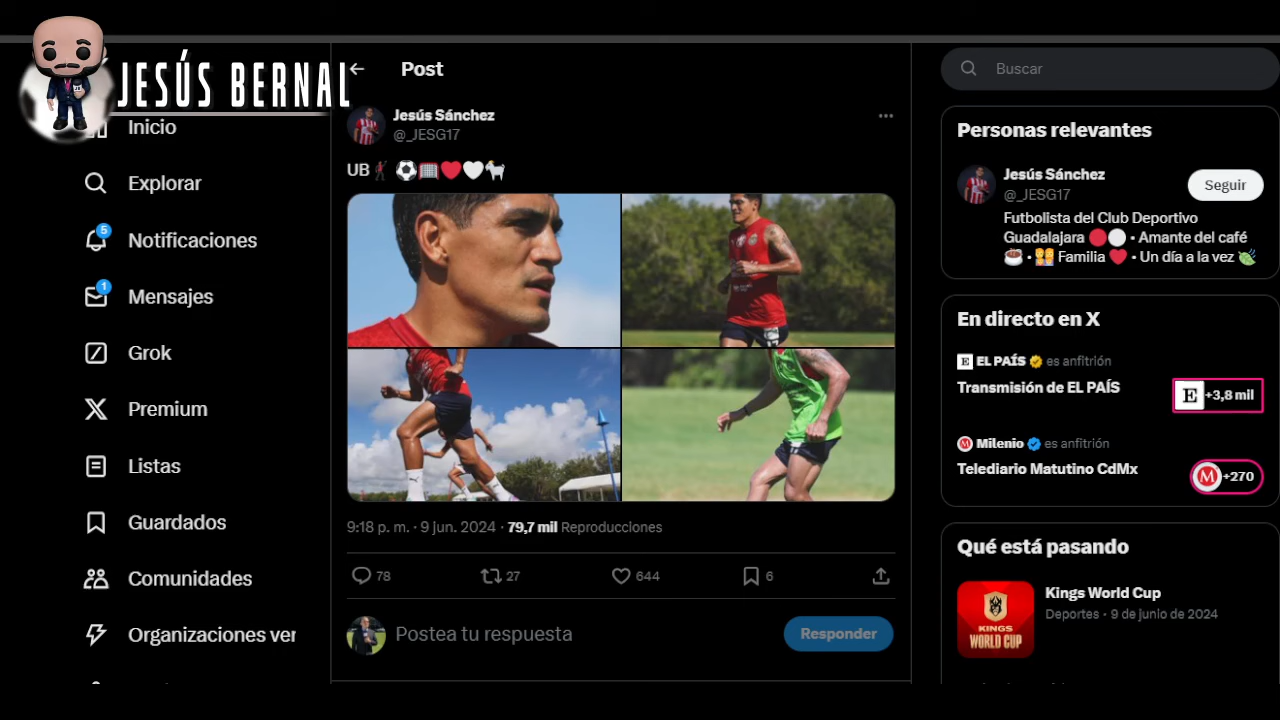 JESÚS BERNAL
Inicio
Explorar
5
Notificaciones
1
Mensajes
Grok
Premium
Listas
Guardados
Comunidades
Organizaciones ver
Post
Jesús Sánchez
@_JESG17
UB
9:18 p. m. · 9 jun. 2024 · 79,7 mil Reproducciones
78 27 644 6
Postea tu respuesta
Responder
Buscar
Personas relevantes
Jesús Sánchez
@_JESG17
Seguir
Futbolista del Club Deportivo
Guadalajara 🔴⚪ • Amante del café
☕ • 👭 Familia ❤️ • Un día a la vez 🍃
En directo en X
E EL PAÍS es anfitrión
Transmisión de EL PAÍS
E +3,8 mil
M Milenio es anfitrión
Telediario Matutino CdMx
M +270
Qué está pasando
KINGS
WORLD CUP
Kings World Cup
Deportes · 9 de junio de 2024